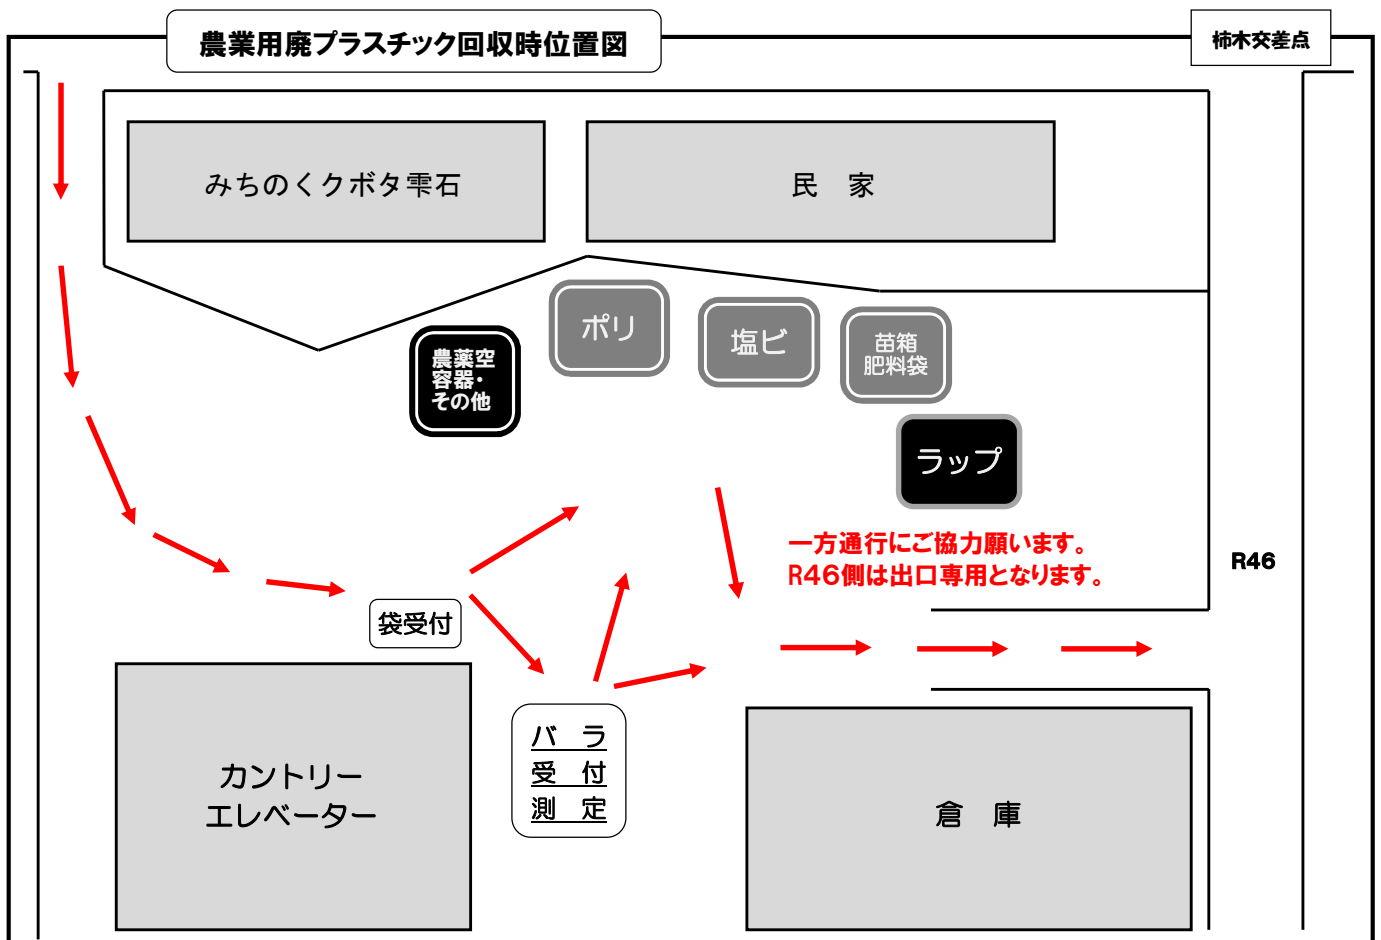 農業用廃プラスチック回収時位置図
柿木交差点
みちのくクボタ雫石
民　家
ポリ
塩ビ
苗箱
肥料袋
農薬空
容器・
その他
ラップ
一方通行にご協力願います。
R46側は出口専用となります。
R46
袋受付
バ　ラ
受　付
測　定
カントリー
エレベーター
倉　庫